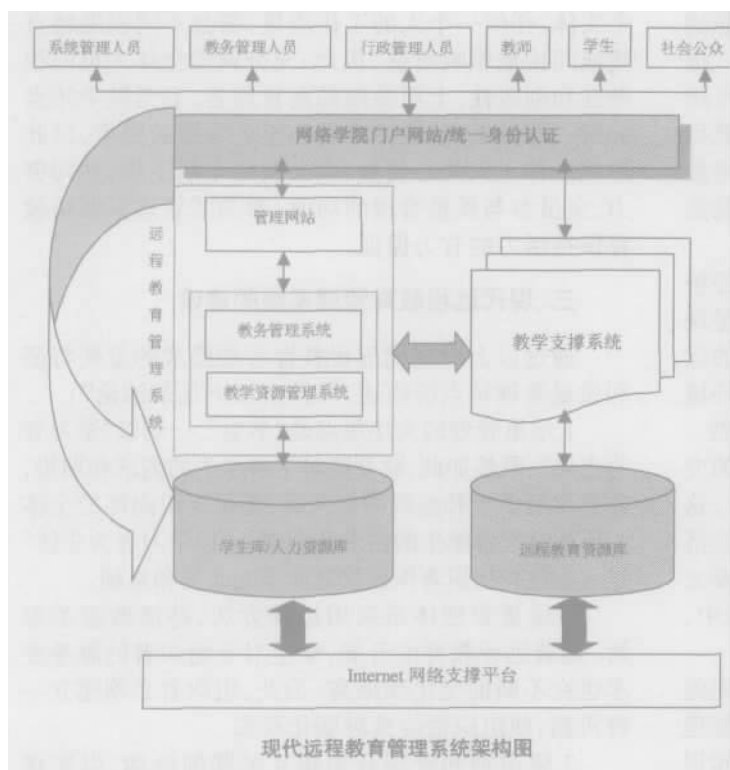 系统管理人员 教务管理人员 行政管理人员 教师 学生 社会公众
网络学院门户网站/统一身份认证
远程教育管理系统
管理网站
教务管理系统
教学资源管理系统
教学支撑系统
学生库/人力资源库
远程教育资源库
Internet 网络支撑平台
现代远程教育管理系统架构图